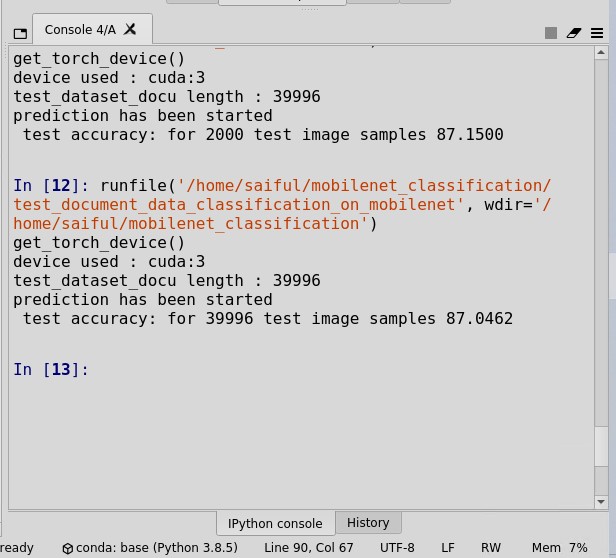 Console 4/A
get_torch_device()
device used : cuda:3
test_dataset_docu length : 39996
prediction has been started
test accuracy: for 2000 test image samples 87.1500
In [12]: runfile('/home/saiful/mobilenet_classification/
test_document_data_classification_on_mobilenet', wdir='/
home/saiful/mobilenet_classification')
get_torch_device()
device used : cuda:3
test_dataset_docu length : 39996
prediction has been started
test accuracy: for 39996 test image samples 87.0462
In [13]:
IPython console History
ready conda: base (Python 3.8.5) Line 90, Col 67 UTF-8 LF RW Mem 7%